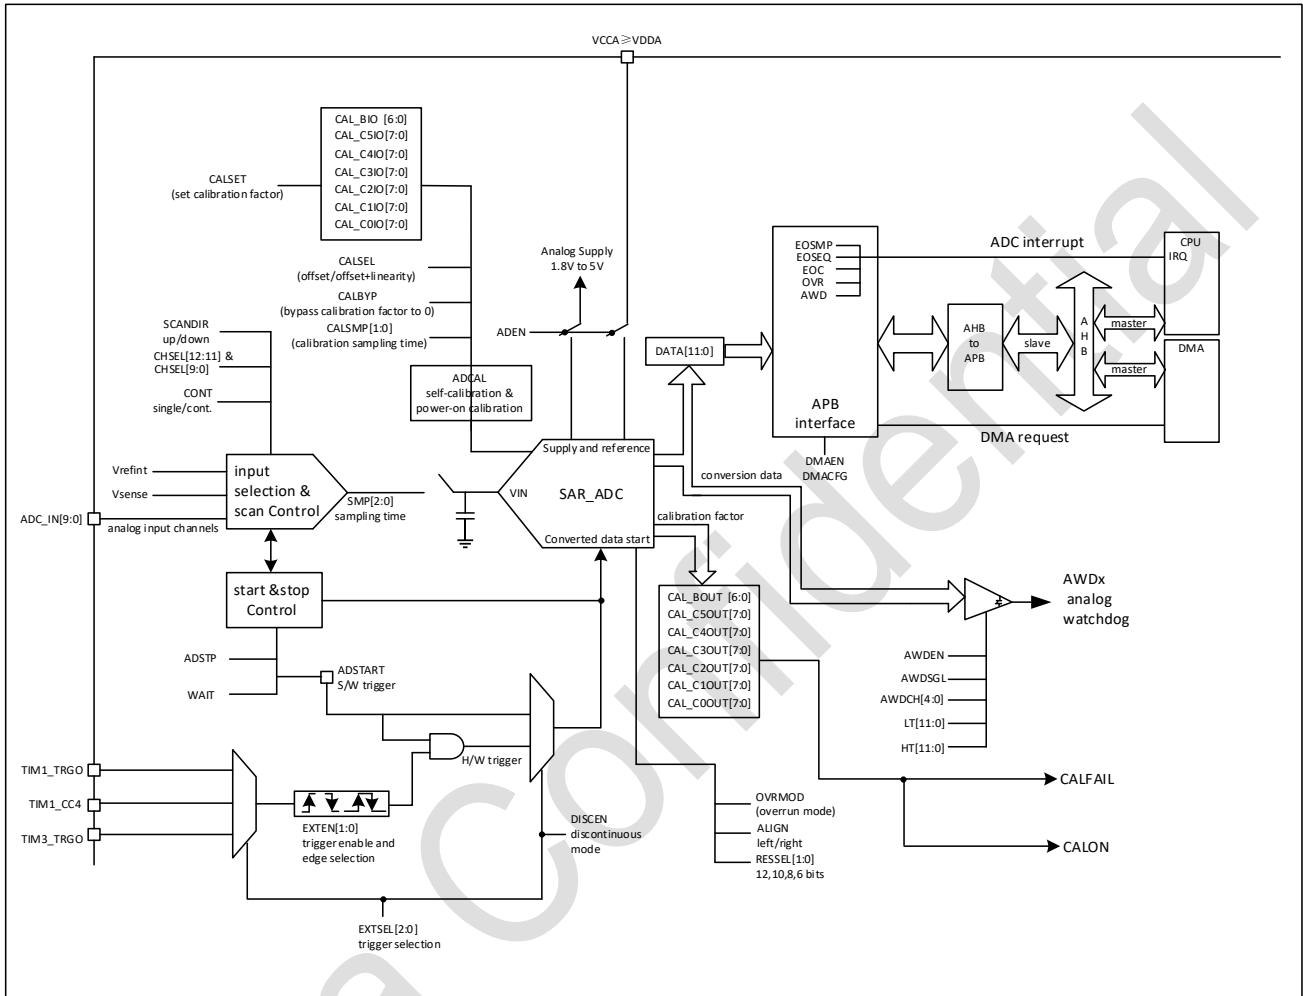 VCCA≥VDDA
CAL_BIO [6:0]
CAL_C5IO[7:0]
CAL_C4IO[7:0]
CAL_C3IO[7:0]
CAL_C2IO[7:0]
CAL_C1IO[7:0]
CAL_C0IO[7:0]
CALSET
(set calibration factor)
CALSEL
(offset/offset+linearity)
CALBYP
(bypass calibration factor to 0)
CALSMP[1:0]
(calibration sampling time)
ADCAL
self-calibration &
power-on calibration
Analog Supply
1.8V to 5V
ADEN
SCANDIR
up/down
CHSEL[12:11] &
CHSEL[9:0]
CONT
single/cont.
Vrefint
Vsense
ADC_IN[9:0]
analog input channels
input
selection &
scan Control
SMP[2:0]
sampling time
VIN
Supply and reference
SAR_ADC
Converted data start
DATA[11:0]
conversion data
calibration factor
EOSMP
EOSEQ
EOC
OVR
AWD
APB
interface
DMAEN
DMACFG
ADC interrupt
AHB
to
APB
slave
A
H
B
master
master
CPU
IRQ
DMA
DMA request
start &stop
Control
ADSTP
WAIT
ADSTART
S/W trigger
H/W trigger
TIM1_TRGO
TIM1_CC4
TIM3_TRGO
EXTEN[1:0]
trigger enable and
edge selection
DISCEN
discontinuous
mode
EXTSEL[2:0]
trigger selection
CAL_BOUT [6:0]
CAL_C5OUT[7:0]
CAL_C4OUT[7:0]
CAL_C3OUT[7:0]
CAL_C2OUT[7:0]
CAL_C1OUT[7:0]
CAL_C0OUT[7:0]
AWDx
analog
watchdog
AWDEN
AWDSGL
AWDCH[4:0]
LT[11:0]
HT[11:0]
CALFAIL
CALON
OVRMOD
(overrun mode)
ALIGN
left/right
RESSEL[1:0]
12,10,8,6 bits
a Confidential